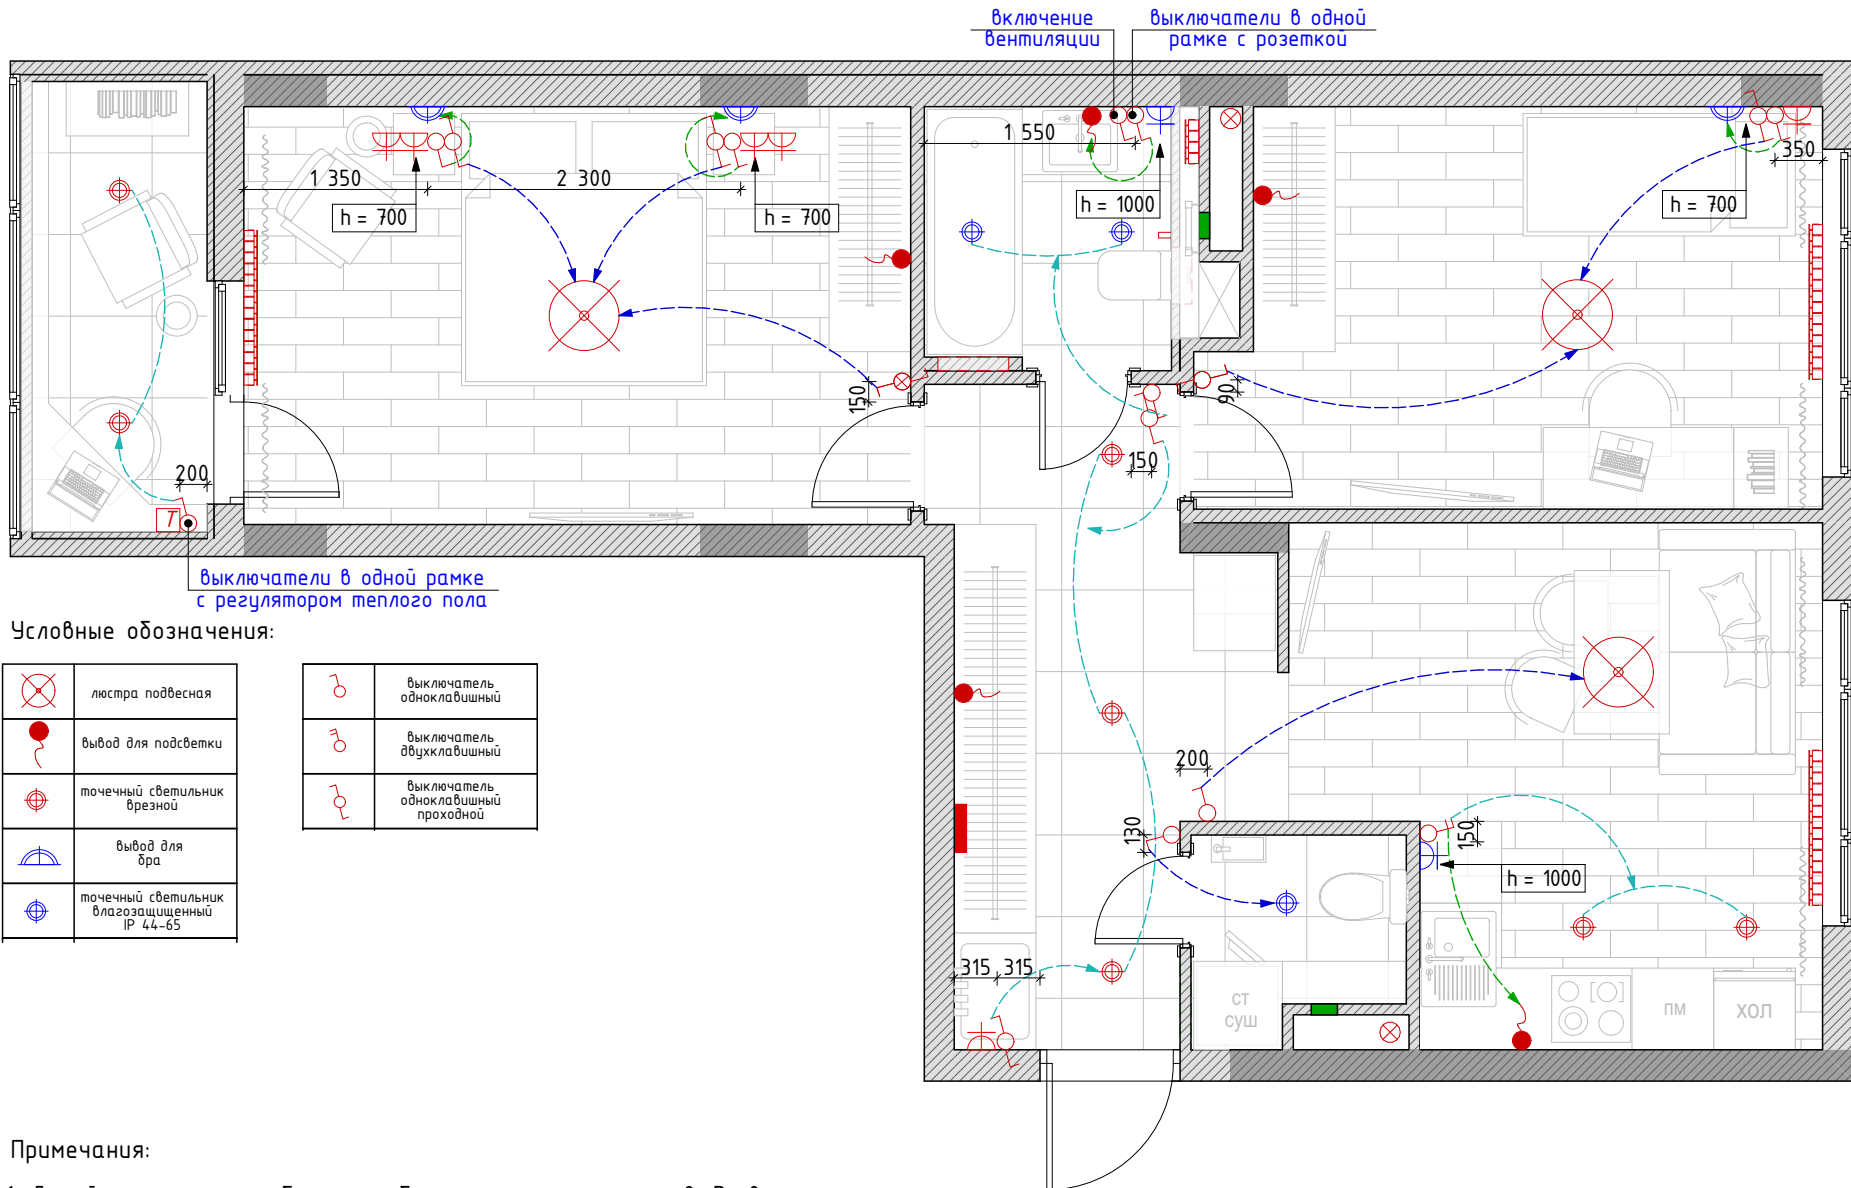 включение
вентиляции
выключатели в одной
рамке с розеткой
1 550
1 350
2 300
350
h = 700
h = 700
h = 1000
h = 700
150
90
150
200
T
выключатели в одной рамке
с регулятором теплого пола
Условные обозначения:
люстра подвесная
вывод для подсветки
точечный светильник
врезной
вывод для
бра
точечный светильник
влагозащищенный
IP 44-65
выключатель
одноклавишный
выключатель
двухклавишный
выключатель
одноклавишный
проходной
200
130
150
h = 1000
315
315
ст
суш
пм
хол
Примечания: